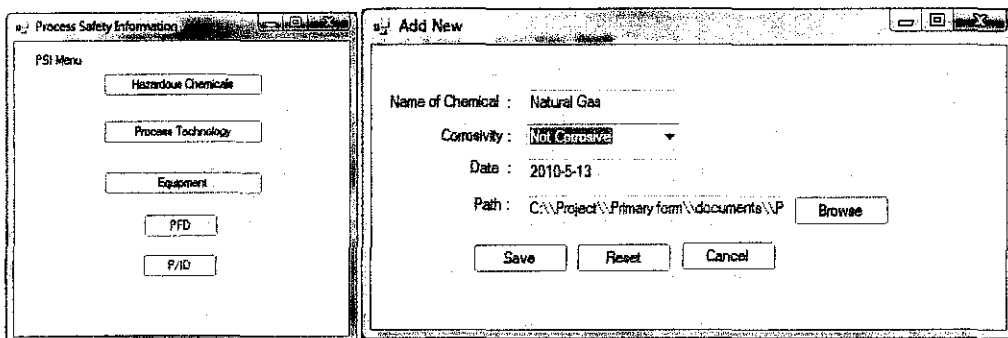 Process Safety Information
PSI Menu
Hazardous Chemicals
Process Technology
Equipment
PFD
P/ID
Add New
Name of Chemical : Natural Gas
Corrosivity : Not Corrosive
Date : 2010-5-13
Path : C:\\Project\\Primary form\\documents\\P Browse
Save Reset Cancel